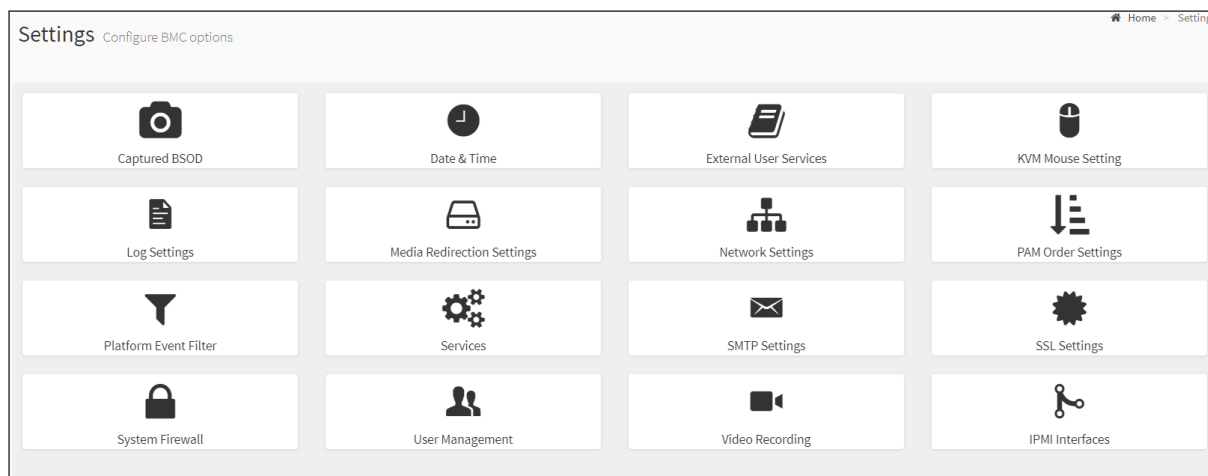 Home > Setting
Settings Configure BMC options
Captured BSOD
Date & Time
External User Services
KVM Mouse Setting
Log Settings
Media Redirection Settings
Network Settings
PAM Order Settings
Platform Event Filter
Services
SMTP Settings
SSL Settings
System Firewall
User Management
Video Recording
IPMI Interfaces